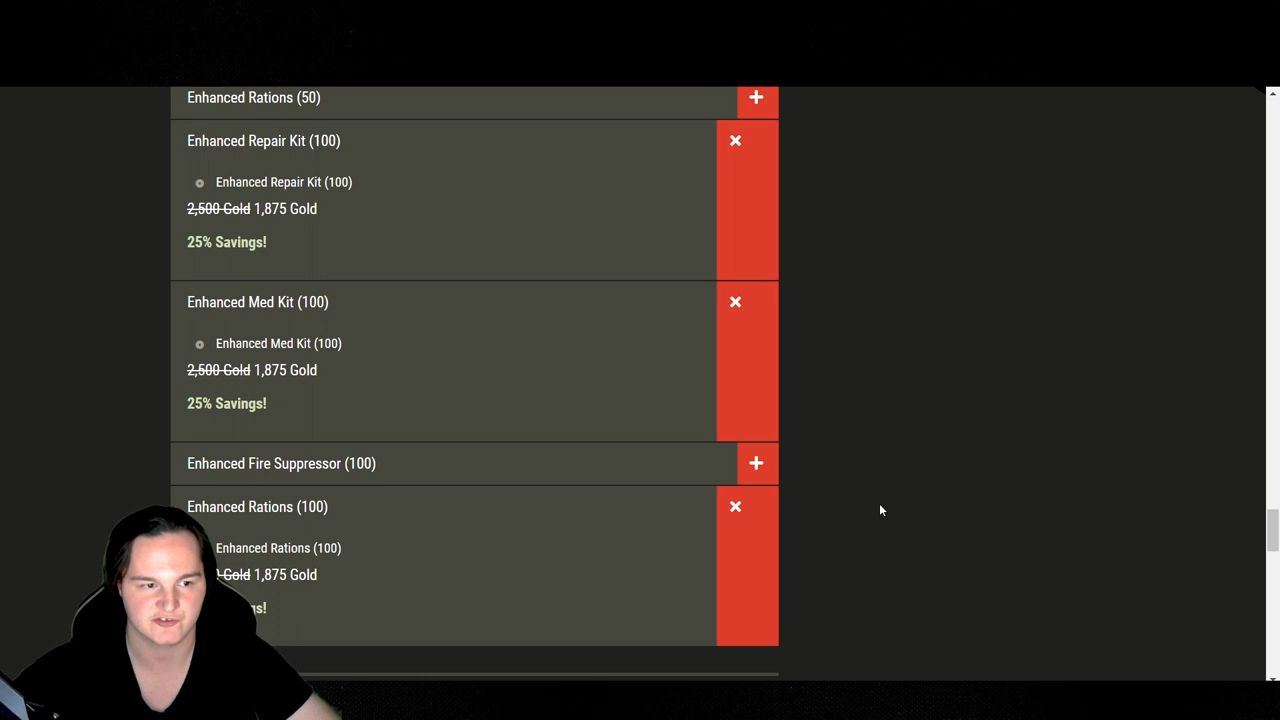 Enhanced Rations (50)
Enhanced Repair Kit (100)
Enhanced Repair Kit (100)
2,500 Gold 1,875 Gold
25% Savings!
Enhanced Med Kit (100)
Enhanced Med Kit (100)
2,500 Gold 1,875 Gold
25% Savings!
Enhanced Fire Suppressor (100)
Enhanced Rations (100)
Enhanced Rations (100)
Gold 1,875 Gold